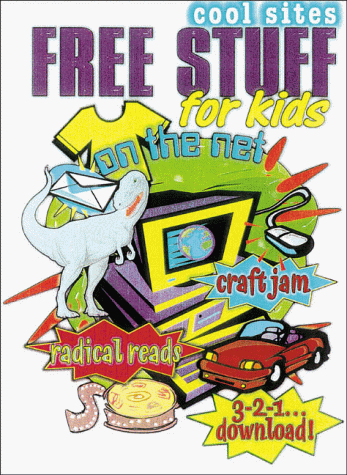 cool sites
FREE STUFF
for kids
on the net
craft jam
radical reads
3-2-1...
download!